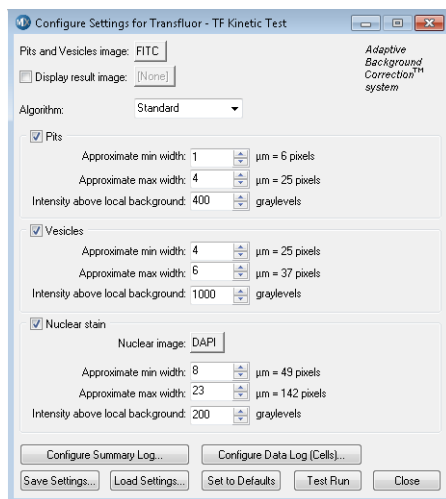 Configure Settings for Transfluor - TF Kinetic Test
Pits and Vesicles image: FITC
Adaptive
Background
Correction™
system
Display result image: [None]
Algorithm: Standard
Pits
Approximate min width: 1 µm = 6 pixels
Approximate max width: 4 µm = 25 pixels
Intensity above local background: 400 graylevels
Vesicles
Approximate min width: 4 µm = 25 pixels
Approximate max width: 6 µm = 37 pixels
Intensity above local background: 1000 graylevels
Nuclear stain
Nuclear image: DAPI
Approximate min width: 8 µm = 49 pixels
Approximate max width: 23 µm = 142 pixels
Intensity above local background: 200 graylevels
Configure Summary Log... Configure Data Log (Cells)...
Save Settings... Load Settings... Set to Defaults Test Run Close